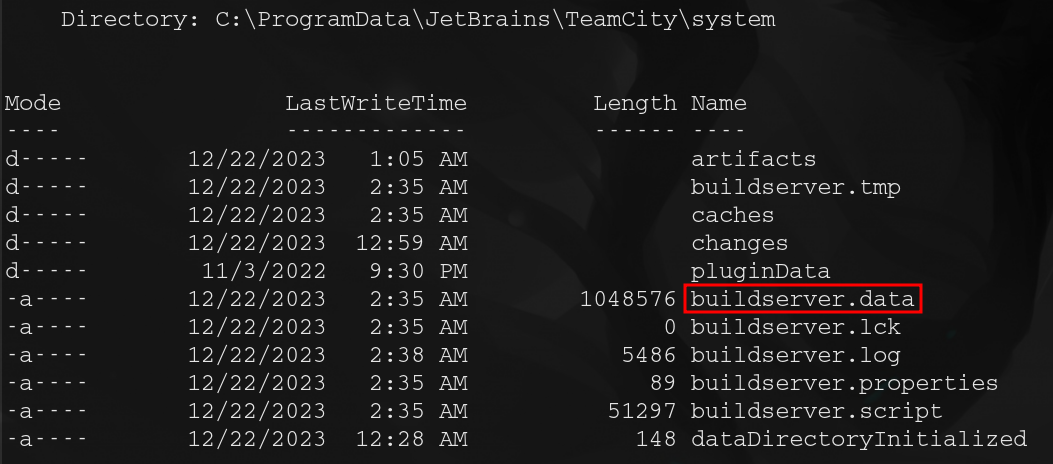 Directory: C:\ProgramData\JetBrains\TeamCity\system
Mode LastWriteTime Length Name
---- ------------- ------ ----
d----- 12/22/2023 1:05 AM artifacts
d----- 12/22/2023 2:35 AM buildserver.tmp
d----- 12/22/2023 2:35 AM caches
d----- 12/22/2023 12:59 AM changes
d----- 11/3/2022 9:30 PM pluginData
-a---- 12/22/2023 2:35 AM 1048576 buildserver.data
-a---- 12/22/2023 2:35 AM 0 buildserver.lck
-a---- 12/22/2023 2:38 AM 5486 buildserver.log
-a---- 12/22/2023 2:35 AM 89 buildserver.properties
-a---- 12/22/2023 2:35 AM 51297 buildserver.script
-a---- 12/22/2023 12:28 AM 148 dataDirectoryInitialized